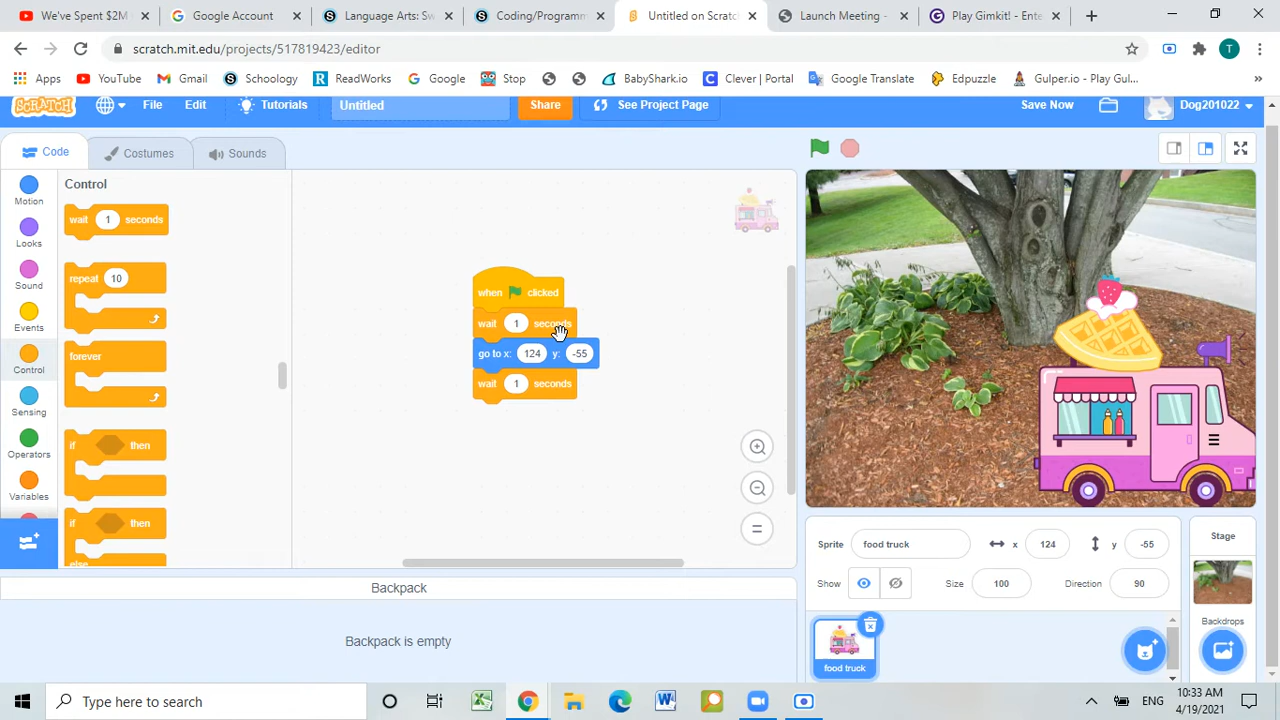 We've Spent $2M
Google Account
Language Arts: Sw
Coding/Programm
Untitled on Scratch
Launch Meeting -
Play Gimkit! - Ente
scratch.mit.edu/projects/517819423/editor
T
Apps YouTube Gmail Schoology ReadWorks Google Stop BabyShark.io Clever | Portal Google Translate Edpuzzle Gulper.io - Play Gul...
SCRATCH File Edit Tutorials Untitled Share See Project Page Save Now Dog201022
Code Costumes Sounds
Motion
Looks
Sound
Events
Control
Sensing
Operators
Variables
Control
wait 1 seconds
repeat 10
forever
if then
if then
else
when clicked
wait 1 seconds
go to x: 124 y: -55
wait 1 seconds
Sprite food truck x 124 y -55
Show Size 100 Direction 90
food truck
Stage
Backdrops
Backpack
Backpack is empty
Type here to search
ENG
10:33 AM
4/19/2021